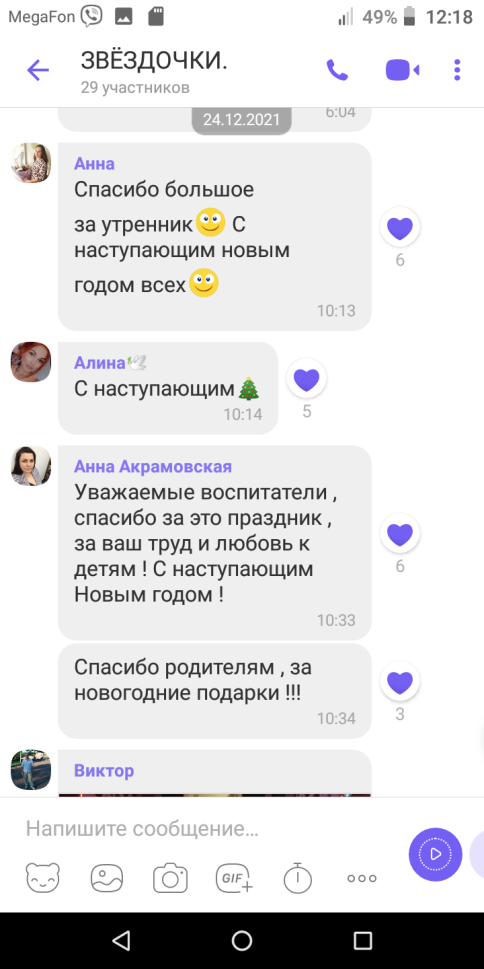 MegaFon 49% 12:18
ЗВЁЗДОЧКИ.
29 участников
6:04
24.12.2021
Анна
Спасибо большое
за утренник С
наступающим новым
годом всех
10:13
6
Алина
С наступающим
10:14
5
Анна Акрамовская
Уважаемые воспитатели ,
спасибо за это праздник ,
за ваш труд и любовь к
детям ! С наступающим
Новым годом !
10:33
6
Спасибо родителям , за
новогодние подарки !!!
10:34
3
Виктор
Напишите сообщение...
GIF